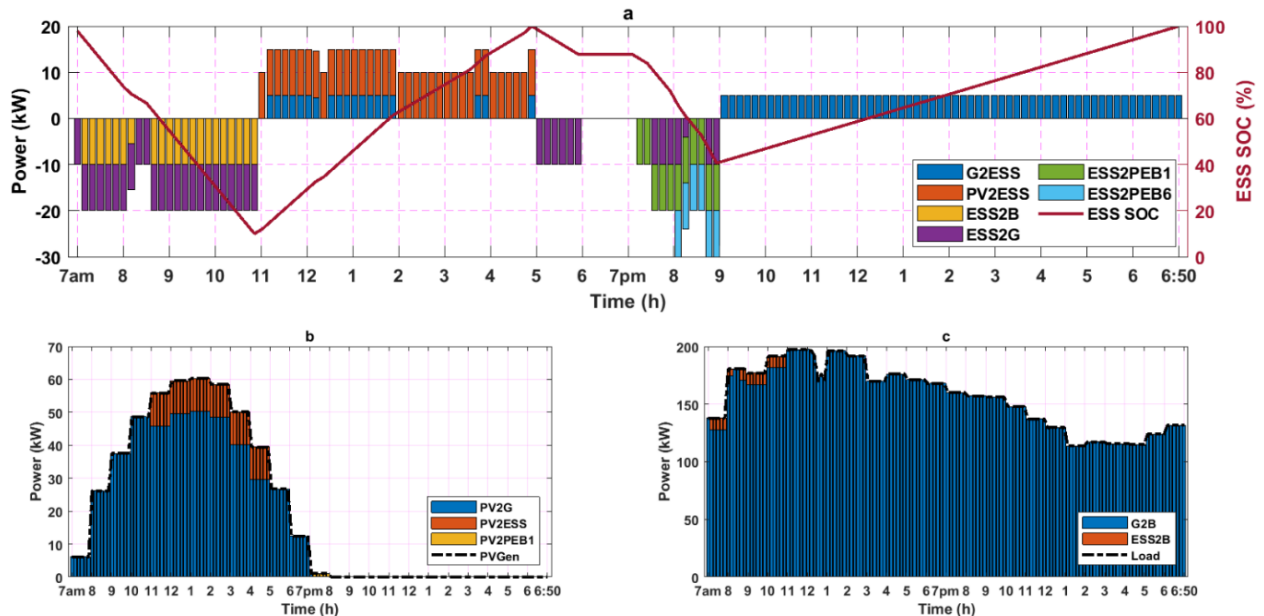 a
20
10
0
-10
-20
-30
Power (kW)
100
80
60
40
20
0
ESS SOC (%)
G2ESS
PV2ESS
ESS2B
ESS2G
ESS2PEB1
ESS2PEB6
ESS SOC
7am 8 9 10 11 12 1 2 3 4 5 6 7pm 8 9 10 11 12 1 2 3 4 5 6 6:50
Time (h)
b
70
60
50
40
30
20
10
0
Power (kW)
PV2G
PV2ESS
PV2PEB1
PVGen
7am 8 9 10 11 12 1 2 3 4 5 6 7pm 8 9 10 11 12 1 2 3 4 5 6 6:50
Time (h)
c
200
150
100
50
0
Power (kW)
G2B
ESS2B
Load
7am 8 9 10 11 12 1 2 3 4 5 6 7pm 8 9 10 11 12 1 2 3 4 5 6 6:50
Time (h)